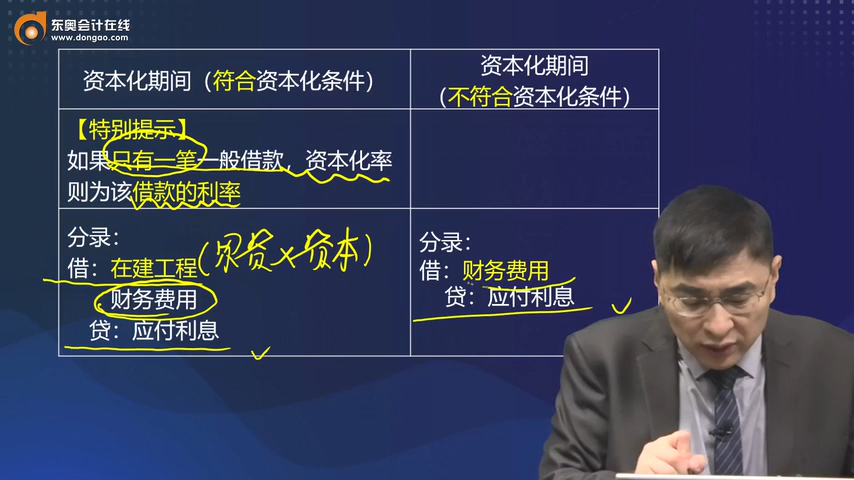 东奥会计在线
www.dongao.com
资本化期间（符合资本化条件）
资本化期间
（不符合资本化条件）
【特别提示】
如果只有一笔一般借款，资本化率
则为该借款的利率
分录：
借：在建工程(累资×资本)
财务费用
贷：应付利息
分录：
借：财务费用
贷：应付利息